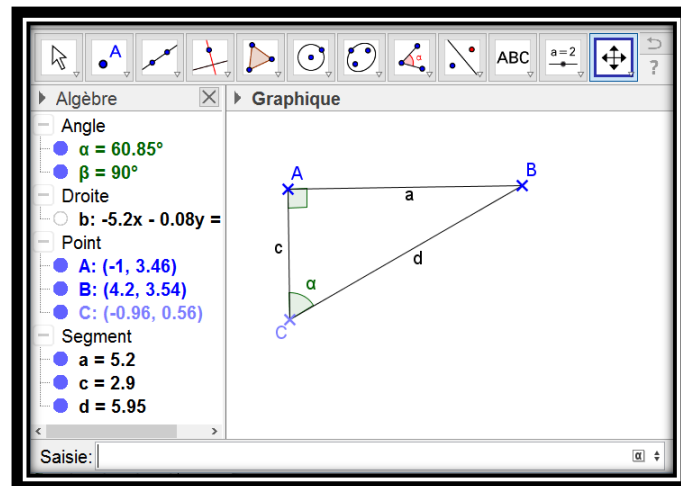 A ABC a=2
α ?
Algèbre
Graphique
Angle
α = 60.85°
β = 90°
Droite
b: -5.2x - 0.08y =
Point
A: (-1, 3.46)
B: (4.2, 3.54)
C: (-0.96, 0.56)
Segment
a = 5.2
c = 2.9
d = 5.95
A
B
a
c
d
α
C
Saisie:
α